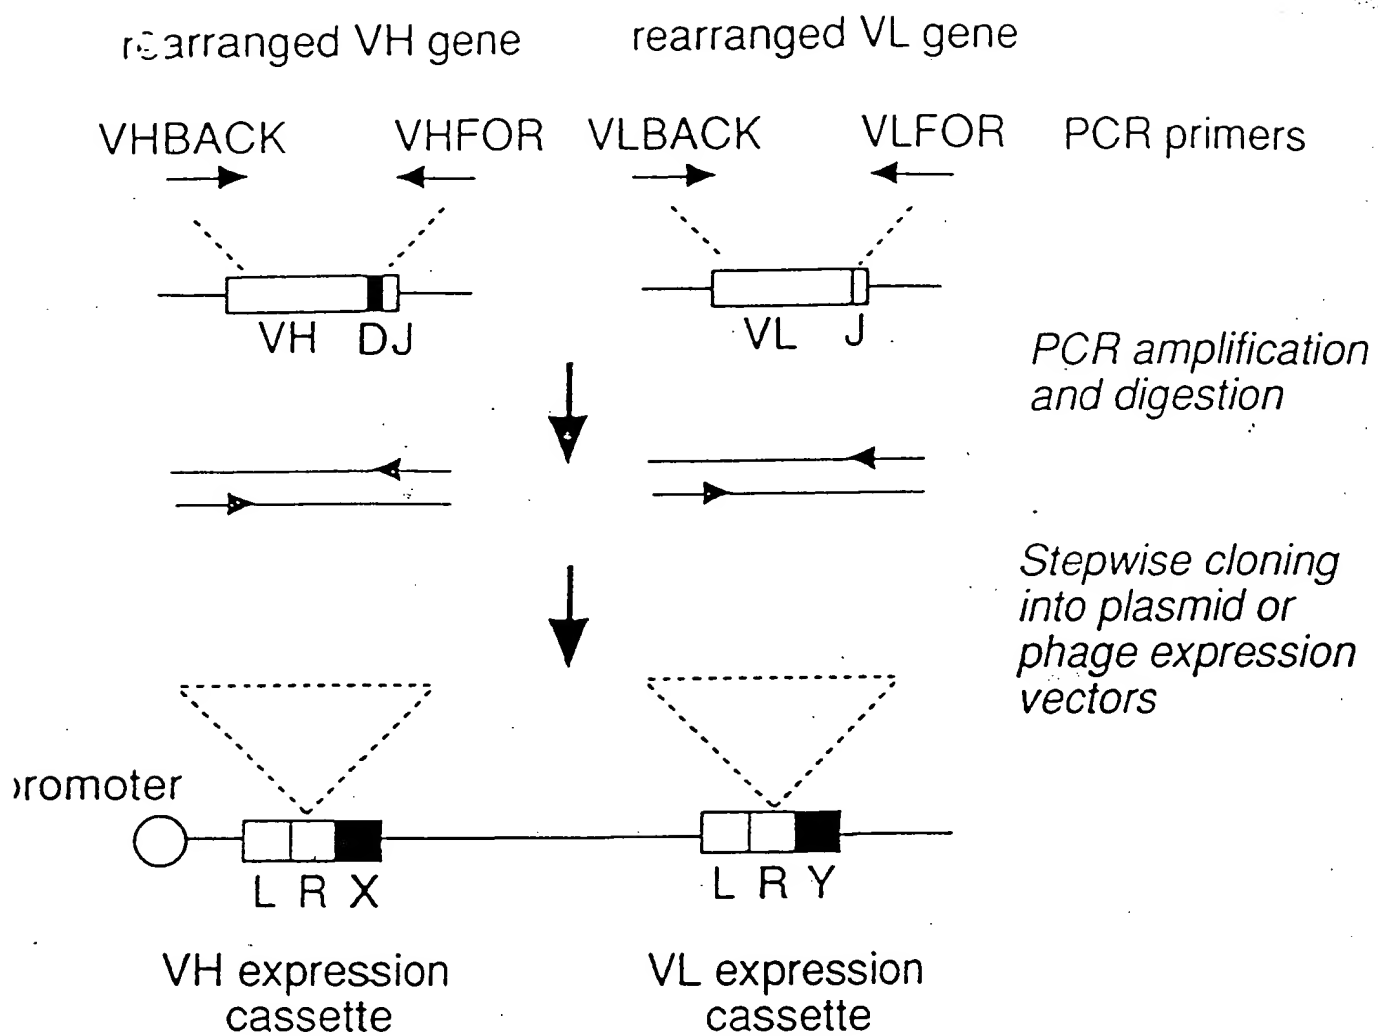 rearranged VH gene rearranged VL gene
VHBACK VHFOR VLBACK VLFOR PCR primers
VH DJ VL J
PCR amplification
and digestion
Stepwise cloning
into plasmid or
phage expression
vectors
romoter
L R X L R Y
VH expression
cassette
VL expression
cassette